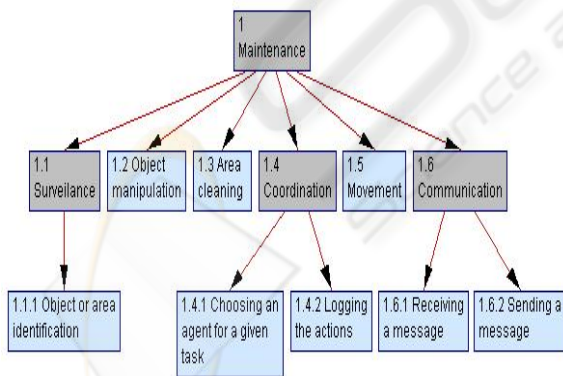 1
Maintenance
1.1
Surveilance
1.2 Object
manipulation
1.3 Area
cleaning
1.4
Coordination
1.5
Movement
1.6
Communication
1.1.1 Object or area
identification
1.4.1 Choosing an
agent for a given
task
1.4.2 Logging
the actions
1.6.1 Receiving
a message
1.6.2 Sending a
message